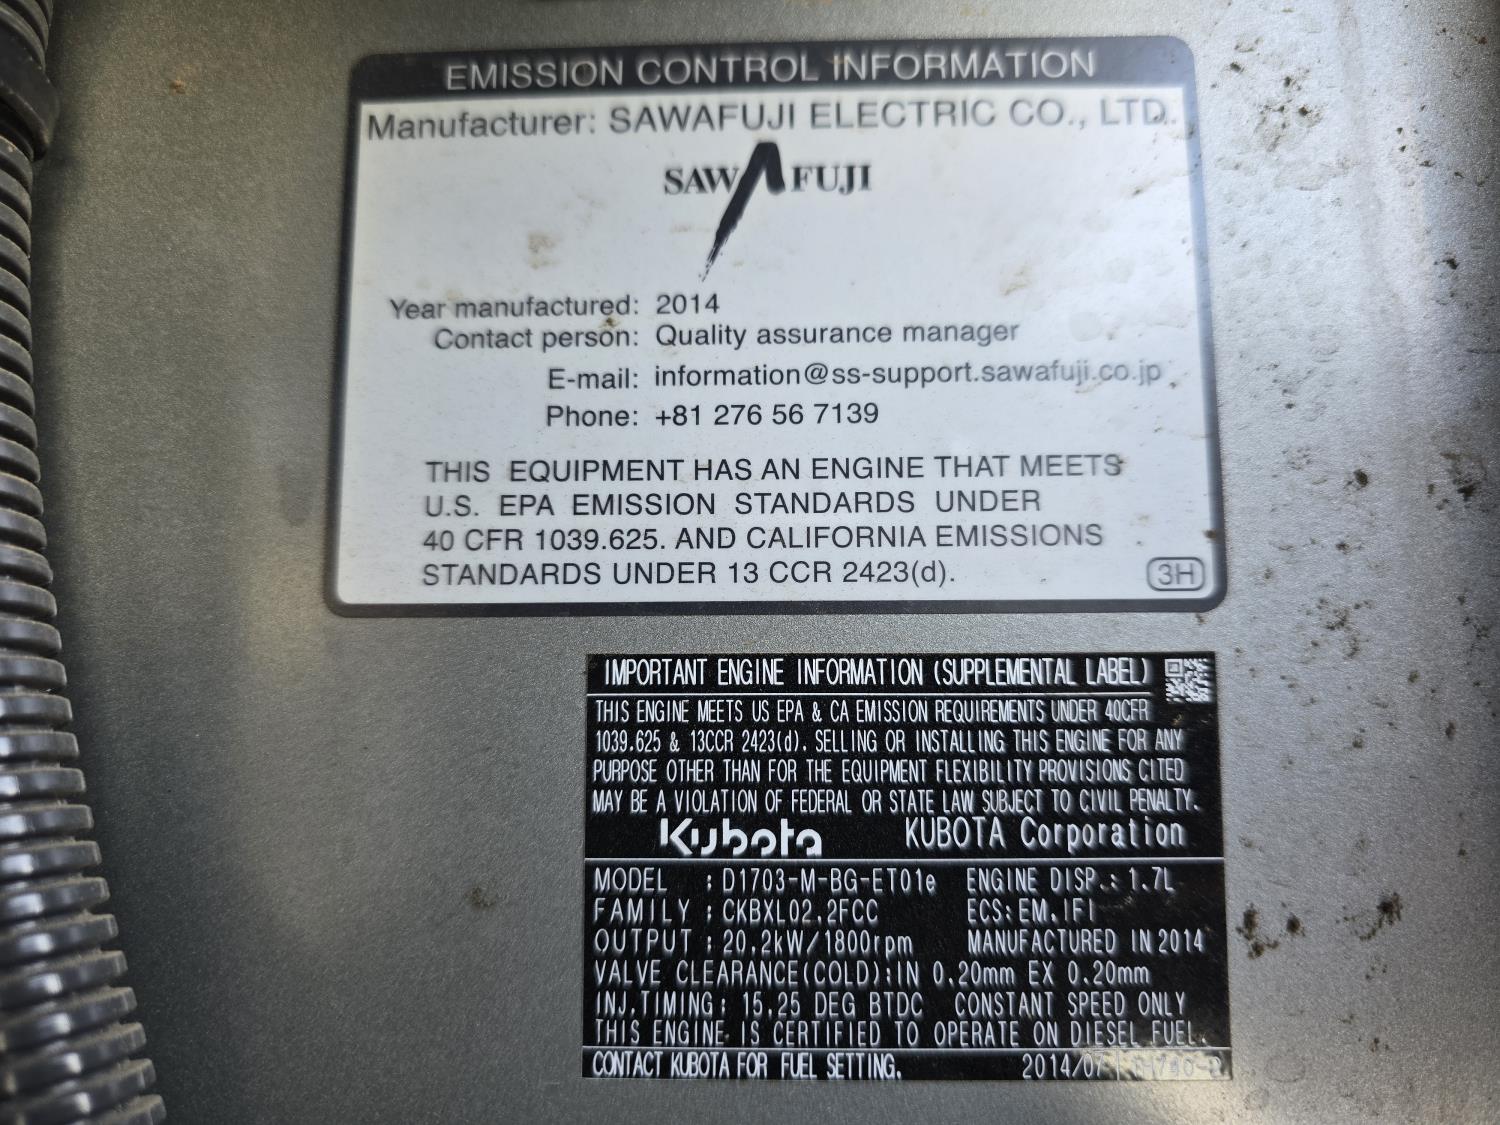 EMISSION CONTROL INFORMATION
Manufacturer: SAWAFUJI ELECTRIC CO., LTD.
SAWAFUJI
Year manufactured: 2014
Contact person: Quality assurance manager
E-mail: information@ss-support.sawafuji.co.jp
Phone: +81 276 56 7139
THIS EQUIPMENT HAS AN ENGINE THAT MEETS
U.S. EPA EMISSION STANDARDS UNDER
40 CFR 1039.625. AND CALIFORNIA EMISSIONS
STANDARDS UNDER 13 CCR 2423(d).
3H
IMPORTANT ENGINE INFORMATION (SUPPLEMENTAL LABEL)
THIS ENGINE MEETS US EPA & CA EMISSION REQUIREMENTS UNDER 40CFR
1039.625 & 13CCR 2423(d). SELLING OR INSTALLING THIS ENGINE FOR ANY
PURPOSE OTHER THAN FOR THE EQUIPMENT FLEXIBILITY PROVISIONS CITED
MAY BE A VIOLATION OF FEDERAL OR STATE LAW SUBJECT TO CIVIL PENALTY.
Kubota KUBOTA Corporation
MODEL : D1703-M-BG-ET01e ENGINE DISP.: 1.7L
FAMILY : CKBXL02.2FCC ECS: EM,IFI
OUTPUT : 20.2kW/1800rpm MANUFACTURED IN 2014
VALVE CLEARANCE(COLD):IN 0.20mm EX 0.20mm
INJ.TIMING: 15.25 DEG BTDC CONSTANT SPEED ONLY
THIS ENGINE IS CERTIFIED TO OPERATE ON DIESEL FUEL.
CONTACT KUBOTA FOR FUEL SETTING. 2014/07